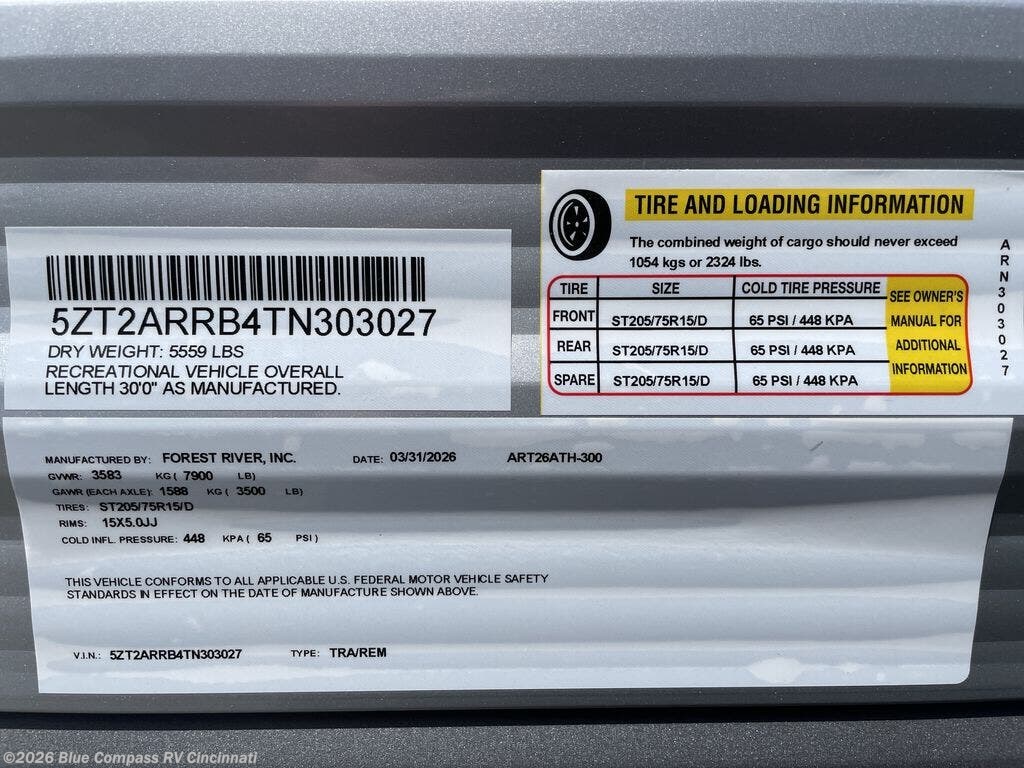 5ZT2ARRB4TN303027
DRY WEIGHT: 5559 LBS
RECREATIONAL VEHICLE OVERALL
LENGTH 30'0" AS MANUFACTURED.
TIRE AND LOADING INFORMATION
The combined weight of cargo should never exceed
1054 kgs or 2324 lbs.
TIRE SIZE COLD TIRE PRESSURE
FRONT ST205/75R15/D 65 PSI / 448 KPA
REAR ST205/75R15/D 65 PSI / 448 KPA
SPARE ST205/75R15/D 65 PSI / 448 KPA
SEE OWNER'S
MANUAL FOR
ADDITIONAL
INFORMATION
ARN303027
MANUFACTURED BY: FOREST RIVER, INC. DATE: 03/31/2026 ART26ATH-300
GVWR: 3583 KG ( 7900 LB)
GAWR (EACH AXLE): 1588 KG ( 3500 LB)
TIRES: ST205/75R15/D
RIMS: 15X5.0JJ
COLD INFL. PRESSURE: 448 KPA ( 65 PSI )
THIS VEHICLE CONFORMS TO ALL APPLICABLE U.S. FEDERAL MOTOR VEHICLE SAFETY
STANDARDS IN EFFECT ON THE DATE OF MANUFACTURE SHOWN ABOVE.
V.I.N.: 5ZT2ARRB4TN303027 TYPE: TRA/REM
©2026 Blue Compass RV Cincinnati